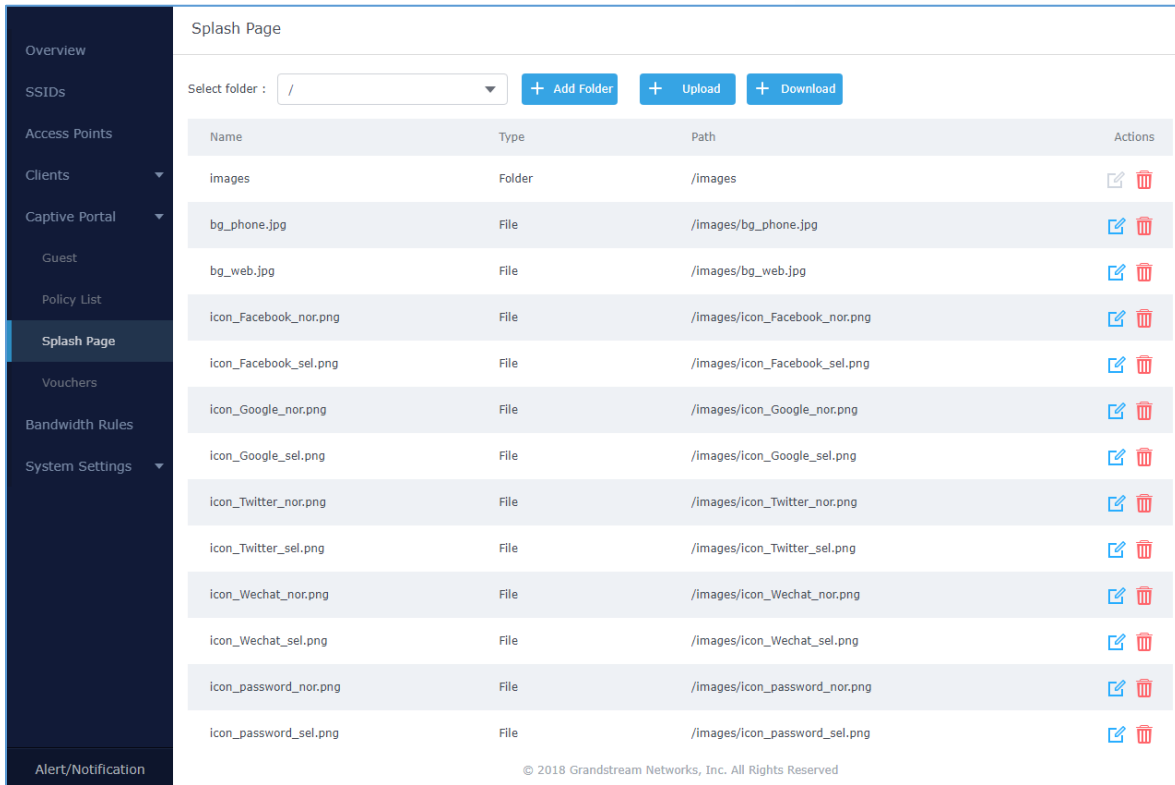 Splash Page
Overview
SSIDs
Access Points
Clients
Captive Portal
Guest
Policy List
Splash Page
Vouchers
Bandwidth Rules
System Settings
Alert/Notification
Select folder : / + Add Folder + Upload + Download
Name Type Path Actions
images Folder /images
bg_phone.jpg File /images/bg_phone.jpg
bg_web.jpg File /images/bg_web.jpg
icon_Facebook_nor.png File /images/icon_Facebook_nor.png
icon_Facebook_sel.png File /images/icon_Facebook_sel.png
icon_Google_nor.png File /images/icon_Google_nor.png
icon_Google_sel.png File /images/icon_Google_sel.png
icon_Twitter_nor.png File /images/icon_Twitter_nor.png
icon_Twitter_sel.png File /images/icon_Twitter_sel.png
icon_Wechat_nor.png File /images/icon_Wechat_nor.png
icon_Wechat_sel.png File /images/icon_Wechat_sel.png
icon_password_nor.png File /images/icon_password_nor.png
icon_password_sel.png File /images/icon_password_sel.png
© 2018 Grandstream Networks, Inc. All Rights Reserved